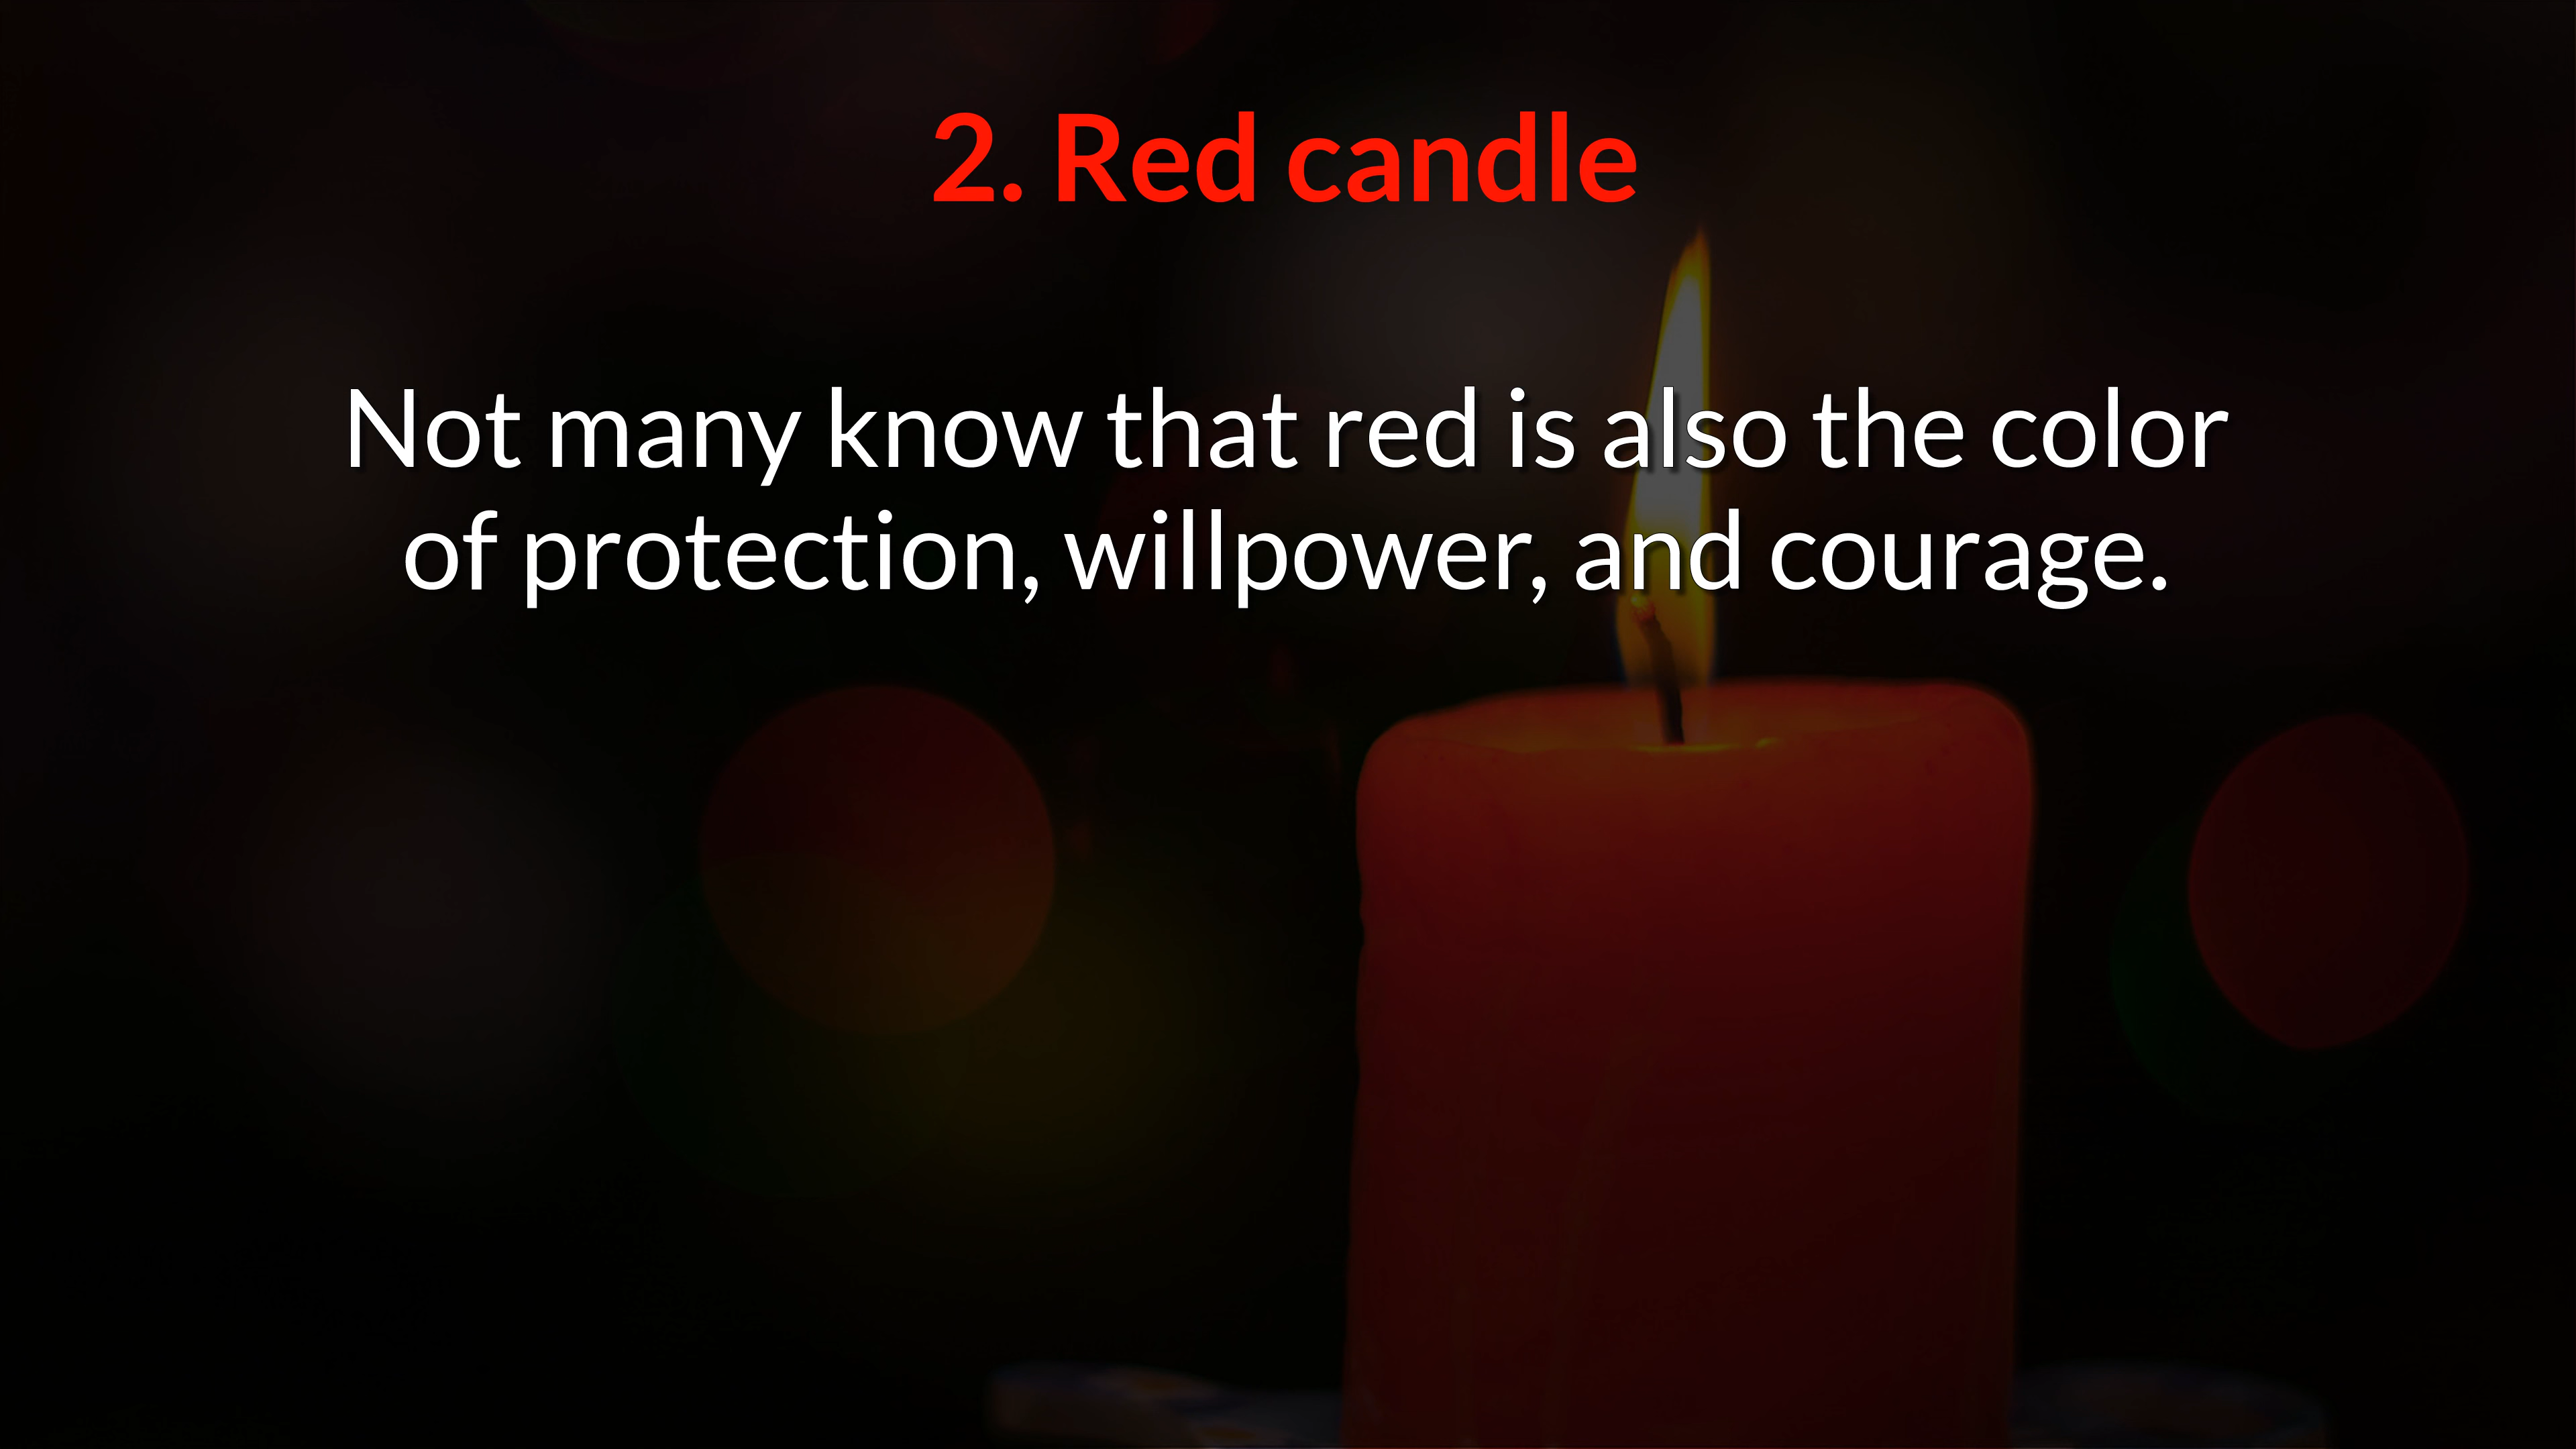 2. Red candle
Not many know that red is also the color
of protection, willpower, and courage.